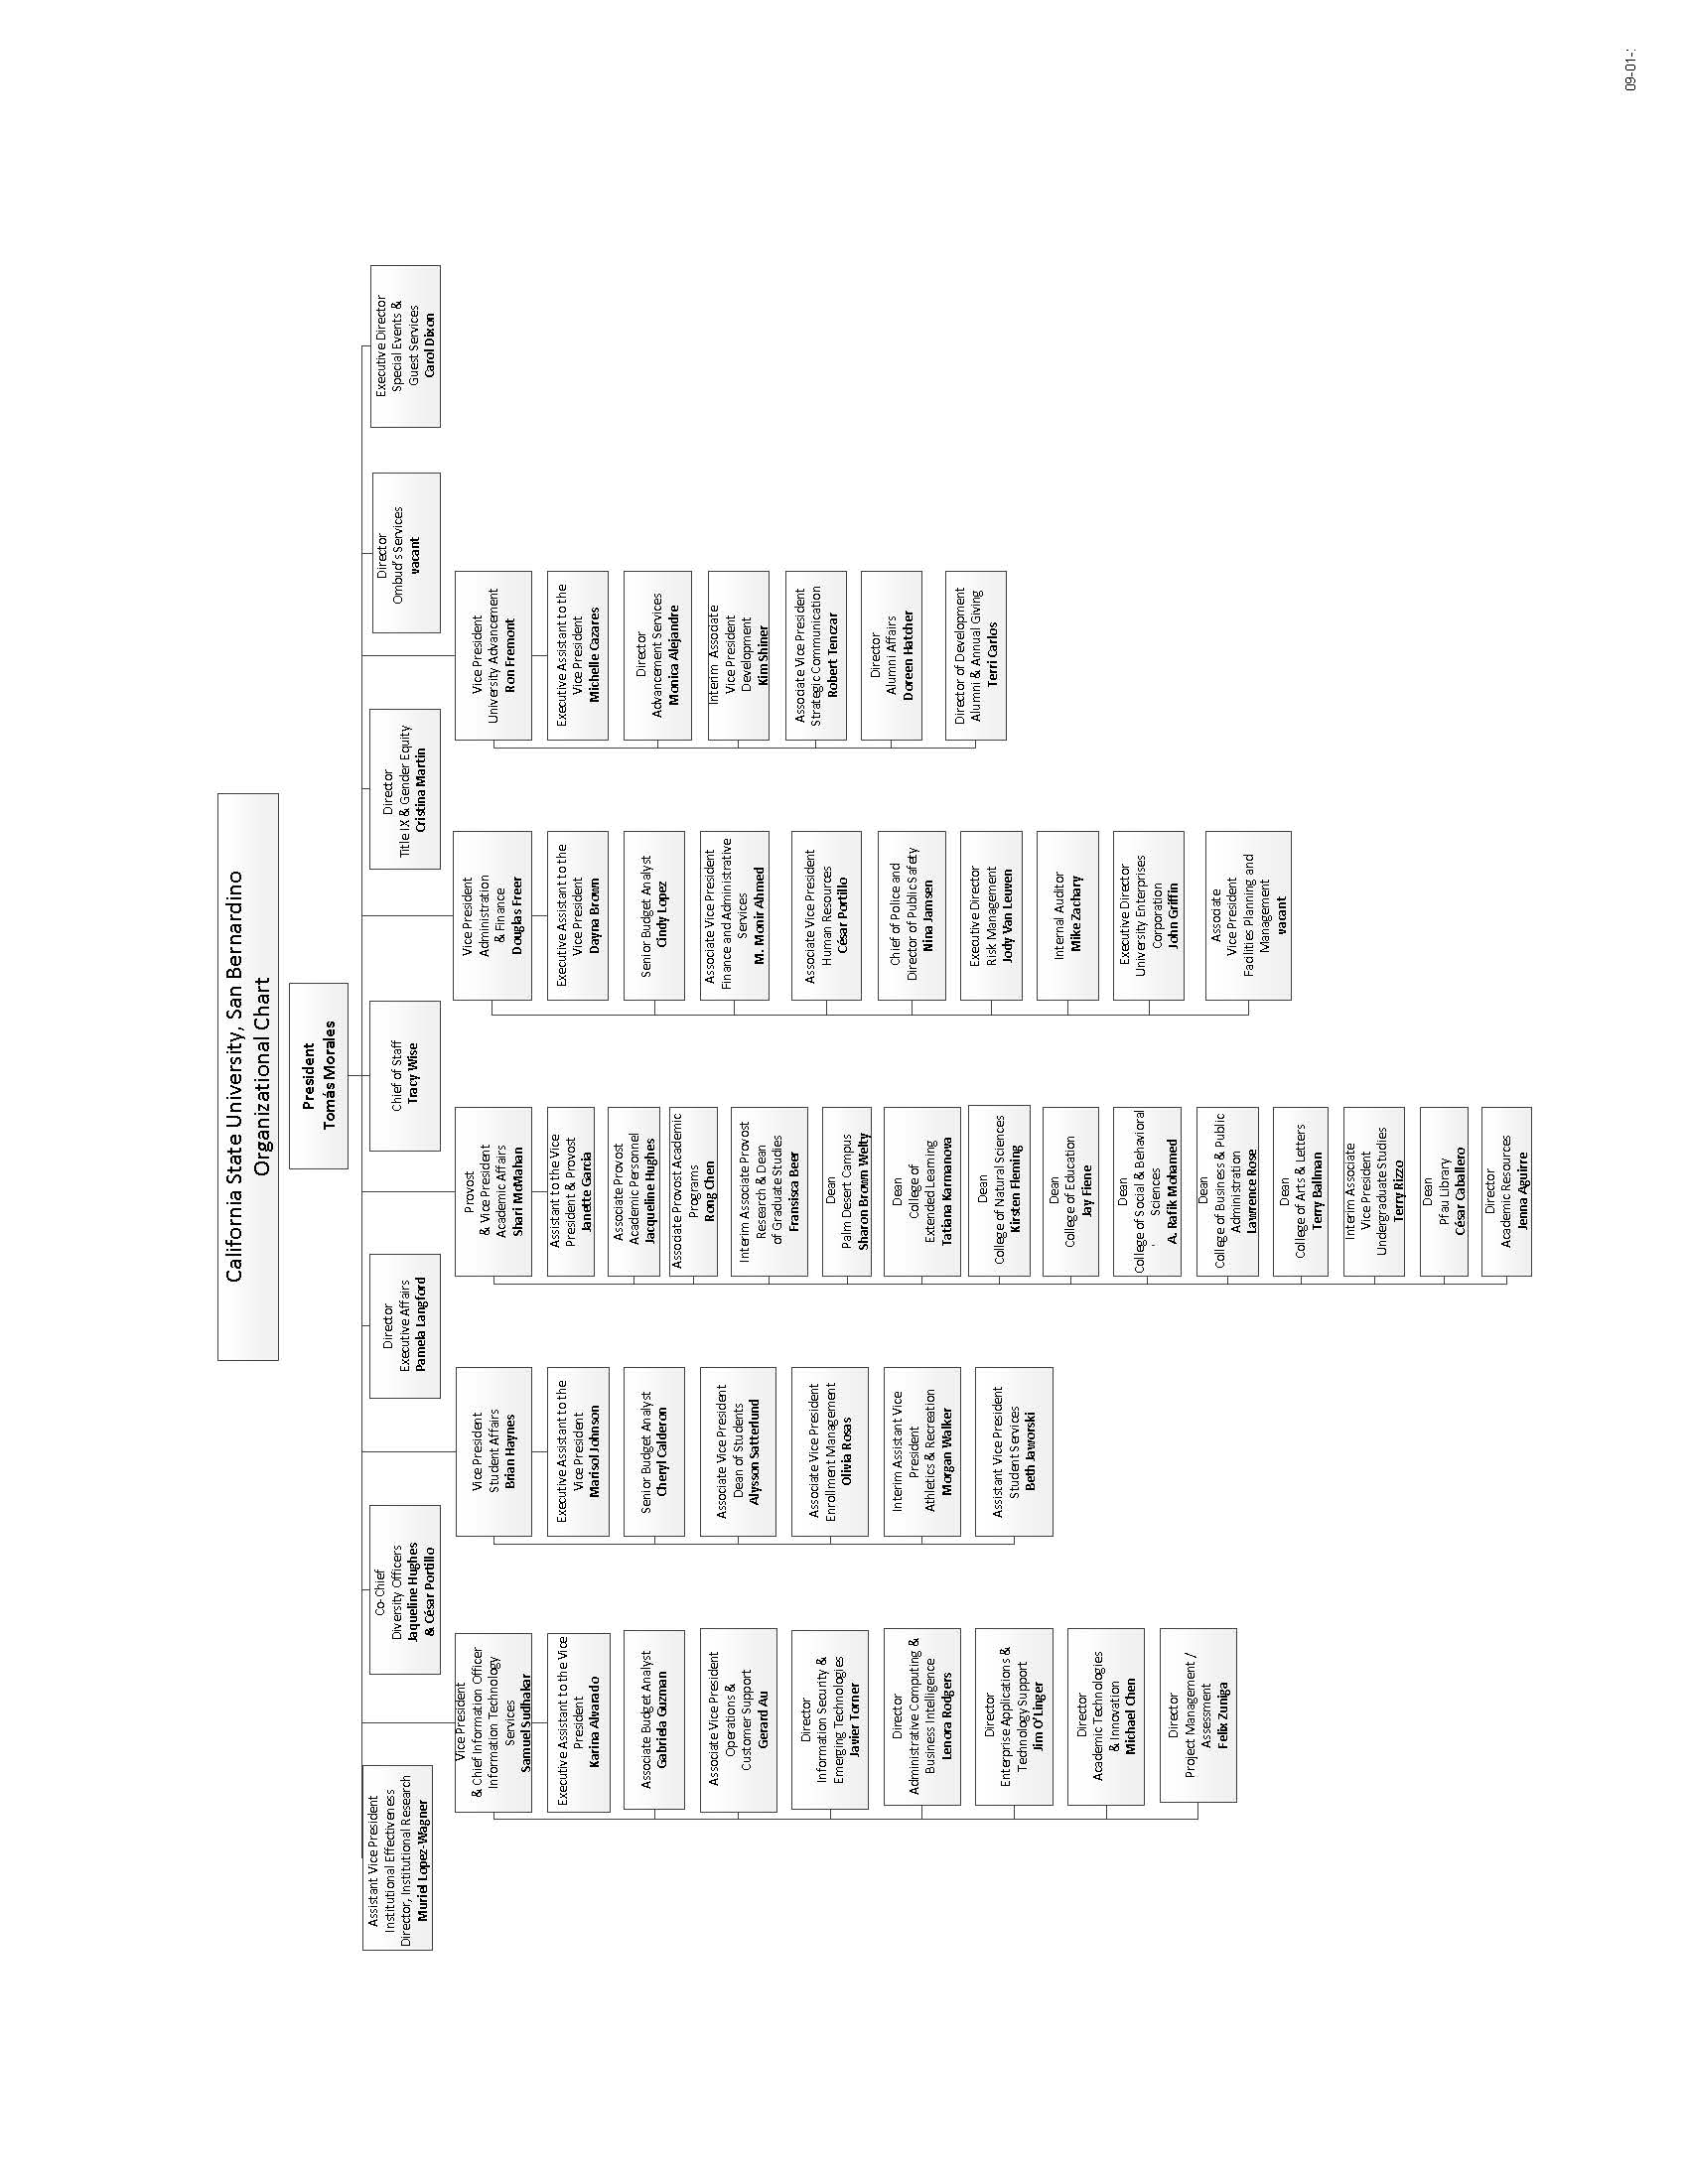 California State University, San Bernardino
Organizational Chart
President
Tomás Morales
Assistant Vice President
Institutional Effectiveness
Director, Institutional Research
Muriel Lopez-Wagner
Co-Chief
Diversity Officers
Jaqueline Hughes
& César Portillo
Director
Executive Affairs
Pamela Langford
Chief of Staff
Tracy Wise
Director
Title IX & Gender Equity
Cristina Martin
Director
Ombud's Services
vacant
Executive Director
Special Events &
Guest Services
Carol Dixon
Vice President
& Chief Information Officer
Information Technology
Services
Samuel Sudhakar
Executive Assistant to the Vice
President
Karina Alvarado
Associate Budget Analyst
Gabriela Guzman
Associate Vice President
Operations &
Customer Support
Gerard Au
Director
Information Security &
Emerging Technologies
Javier Torner
Director
Administrative Computing &
Business Intelligence
Lenora Rodgers
Director
Enterprise Applications &
Technology Support
Jim O'Linger
Director
Academic Technologies
& Innovation
Michael Chen
Director
Project Management /
Assessment
Felix Zuniga
Vice President
Student Affairs
Brian Haynes
Executive Assistant to the
Vice President
Marisol Johnson
Senior Budget Analyst
Cheryl Calderon
Associate Vice President
Dean of Students
Alysson Satterlund
Associate Vice President
Enrollment Management
Olivia Rosas
Interim Assistant Vice
President
Athletics & Recreation
Morgan Walker
Assistant Vice President
Student Services
Beth Jaworski
Provost
& Vice President
Academic Affairs
Shari McMahan
Assistant to the Vice
President & Provost
Janette Garcia
Associate Provost
Academic Personnel
Jacqueline Hughes
Associate Provost Academic
Programs
Rong Chen
Interim Associate Provost
Research & Dean
of Graduate Studies
Fransisca Beer
Dean
Palm Desert Campus
Sharon Brown Welty
Dean
College of
Extended Learning
Tatiana Karmanova
Dean
College of Natural Sciences
Kirsten Fleming
Dean
College of Education
Jay Fiene
Dean
College of Social & Behavioral
' Sciences
A. Rafik Mohamed
Dean
College of Business & Public
Administration
Lawrence Rose
Dean
College of Arts & Letters
Terry Ballman
Interim Associate
Vice President
Undergraduate Studies
Terry Rizzo
Dean
Pfau Library
César Caballero
Director
Academic Resources
Jenna Aguirre
Vice President
Administration
& Finance
Douglas Freer
Executive Assistant to the
Vice President
Dayna Brown
Senior Budget Analyst
Cindy Lopez
Associate Vice President
Finance and Administrative
Services
M. Monir Ahmed
Associate Vice President
Human Resources
César Portillo
Chief of Police and
Director of Public Safety
Nina Jamsen
Executive Director
Risk Management
Jody Van Leuven
Internal Auditor
Mike Zachary
Executive Director
University Enterprises
Corporation
John Griffin
Associate
Vice President
Facilities Planning and
Management
vacant
Vice President
University Advancement
Ron Fremont
Executive Assistant to the
Vice President
Michelle Cazares
Director
Advancement Services
Monica Alejandre
Interim Associate
Vice President
Development
Kim Shiner
Associate Vice President
Strategic Communication
Robert Tenczar
Director
Alumni Affairs
Doreen Hatcher
Director of Development
Alumni & Annual Giving
Terri Carlos
09-01-